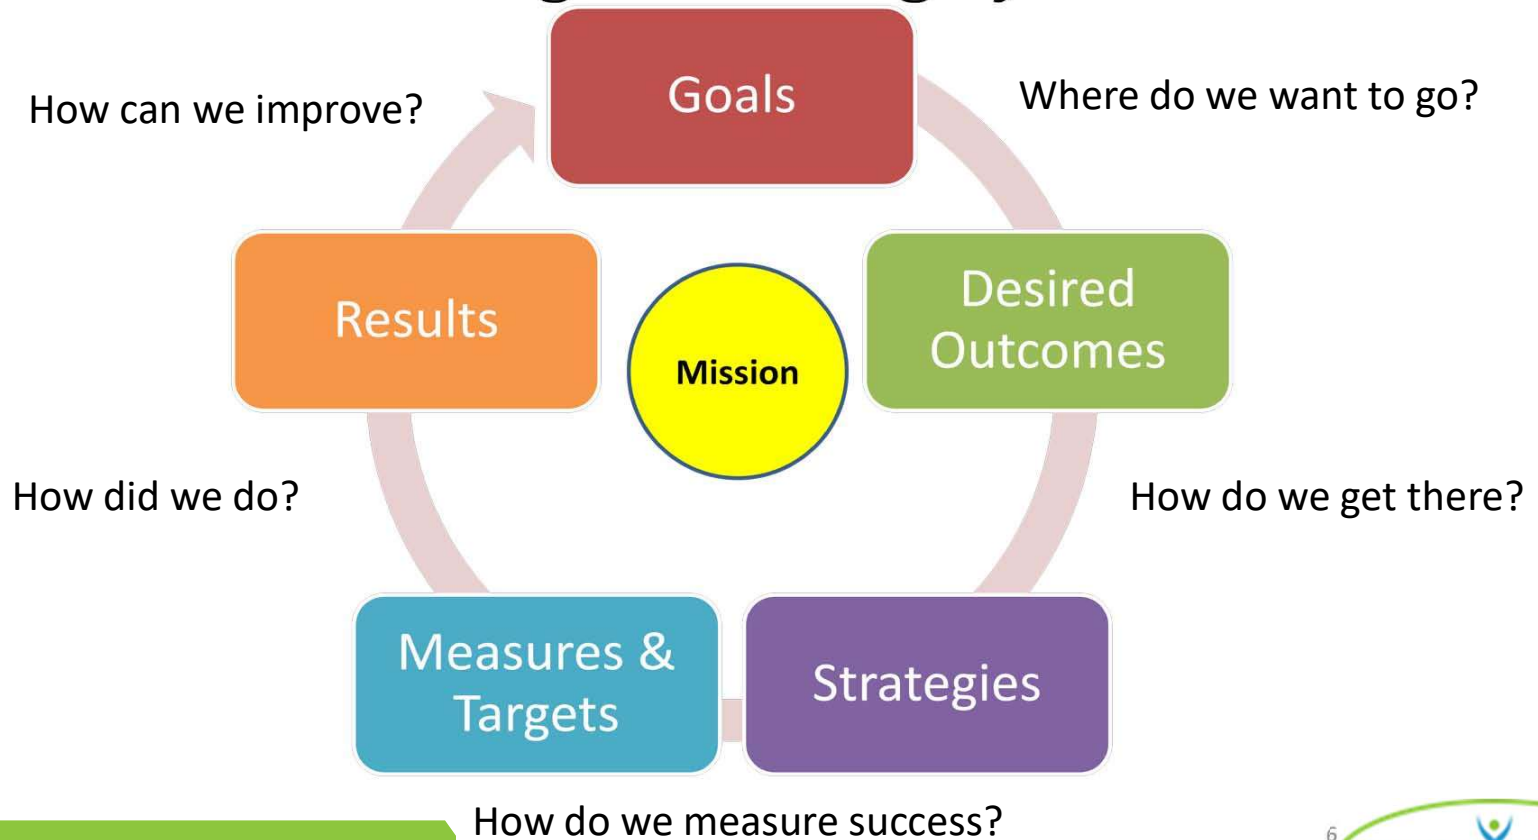 Goals
Where do we want to go?
How can we improve?
Desired
Outcomes
Results
Mission
How do we get there?
How did we do?
Strategies
Measures &
Targets
How do we measure success?
6